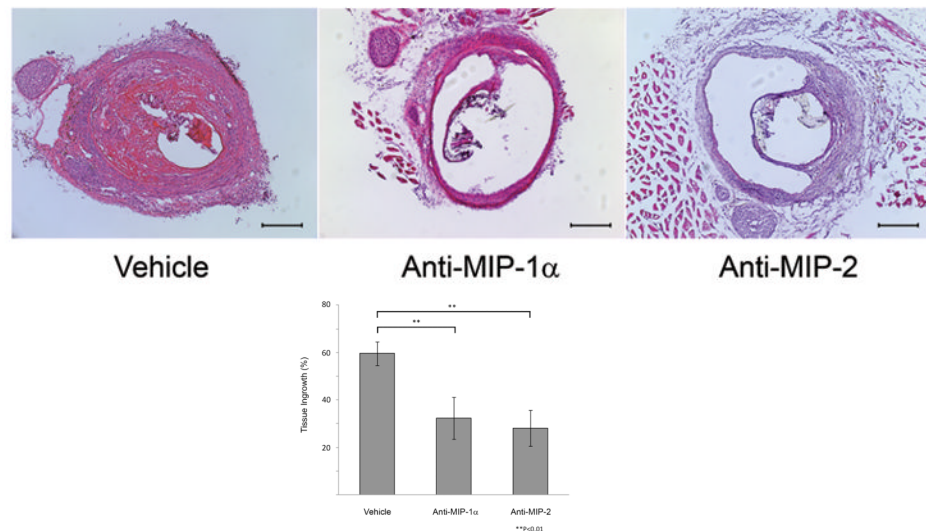 Vehicle Anti-MIP-1α Anti-MIP-2
80
60
40
20
Tissue Ingrowth (%)
**
**
Vehicle Anti-MIP-1α Anti-MIP-2
**P<0.01